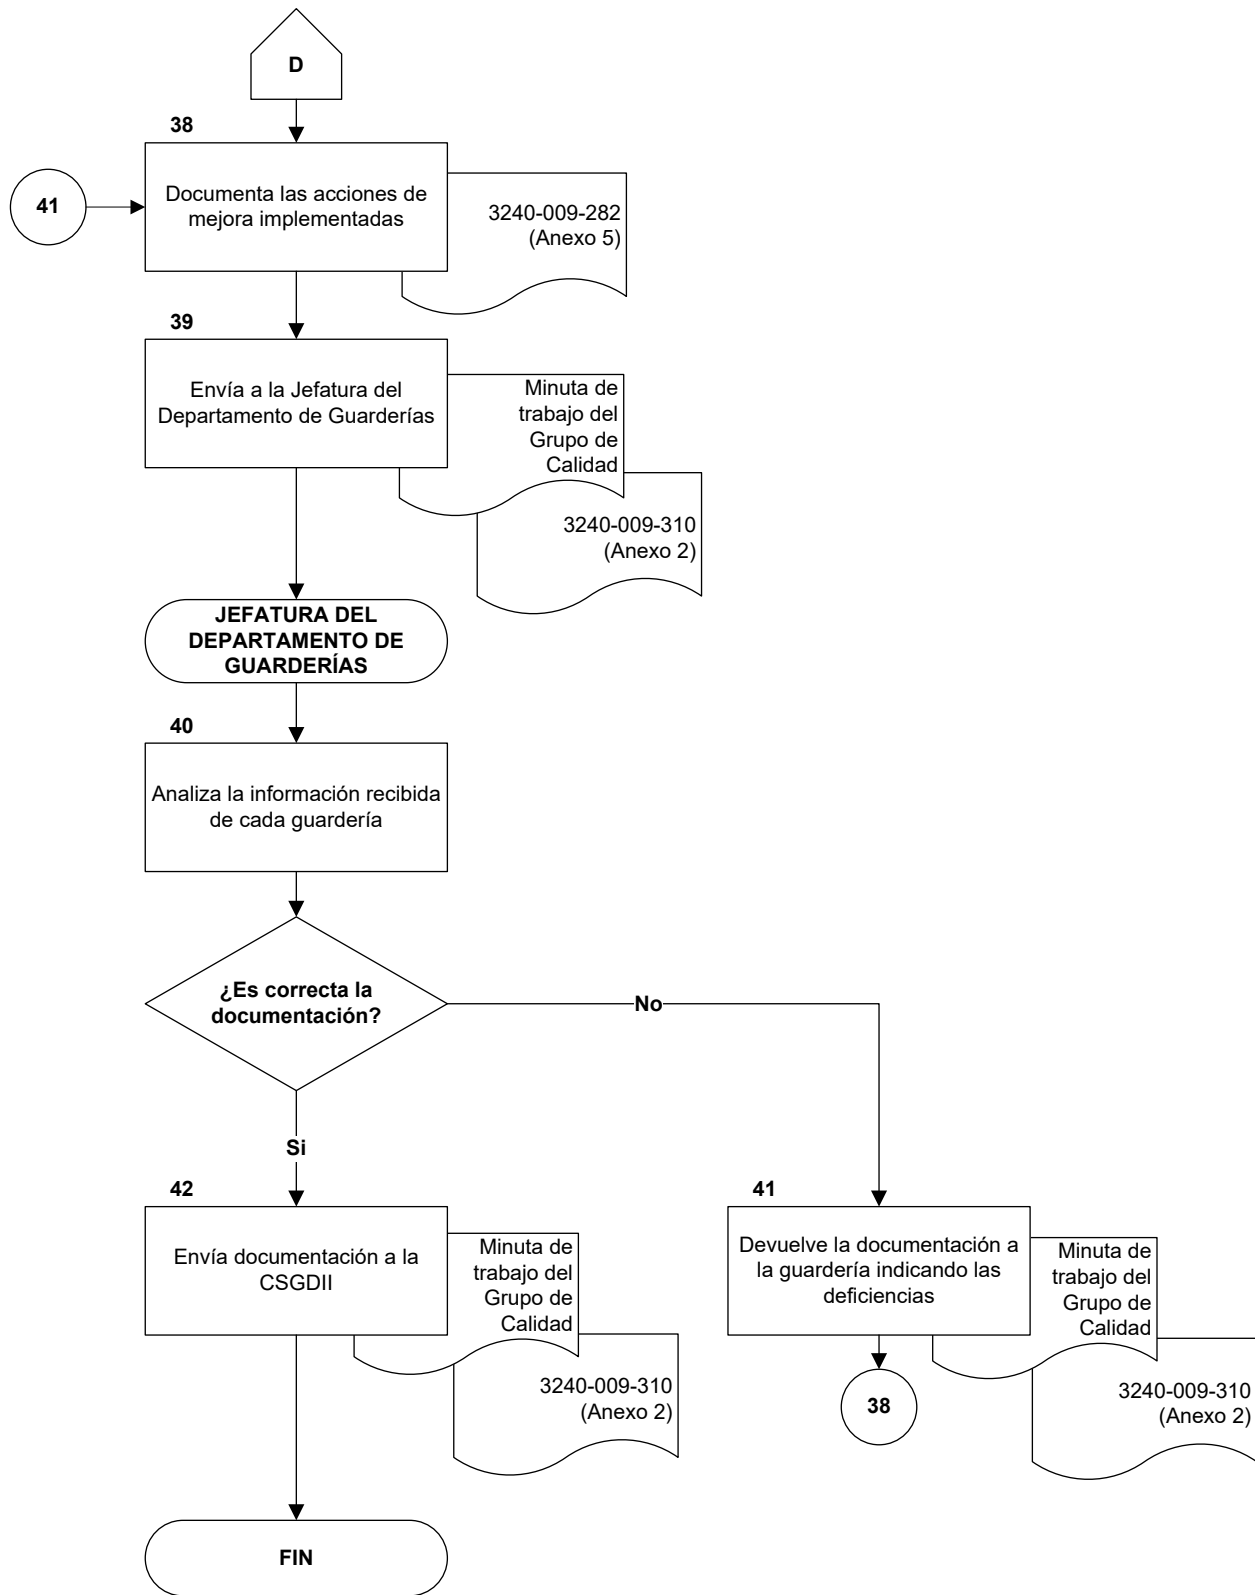 D
38
41
Documenta las acciones de
mejora implementadas
3240-009-282
(Anexo 5)
39
Envía a la Jefatura del
Departamento de Guarderías
Minuta de
trabajo del
Grupo de
Calidad
3240-009-310
(Anexo 2)
JEFATURA DEL
DEPARTAMENTO DE
GUARDERÍAS
40
Analiza la información recibida
de cada guardería
¿Es correcta la
documentación?
No
Si
42
Envía documentación a la
CSGDII
Minuta de
trabajo del
Grupo de
Calidad
3240-009-310
(Anexo 2)
41
Devuelve la documentación a
la guardería indicando las
deficiencias
Minuta de
trabajo del
Grupo de
Calidad
3240-009-310
(Anexo 2)
38
FIN